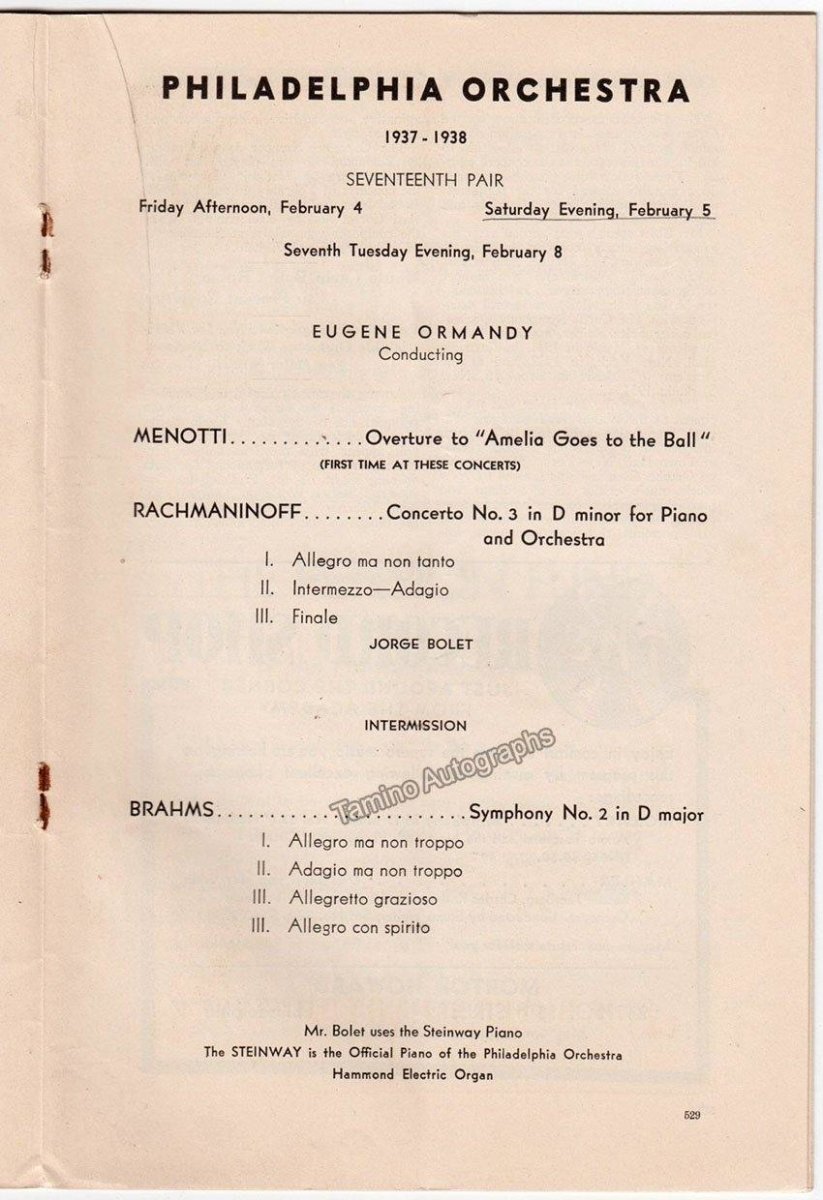 PHILADELPHIA ORCHESTRA
1937 - 1938
SEVENTEENTH PAIR
Friday Afternoon, February 4 Saturday Evening, February 5
Seventh Tuesday Evening, February 8
EUGENE ORMANDY
Conducting
MENOTTI..............Overture to "Amelia Goes to the Ball"
(FIRST TIME AT THESE CONCERTS)
RACHMANINOFF........Concerto No. 3 in D minor for Piano
and Orchestra
I. Allegro ma non tanto
II. Intermezzo—Adagio
III. Finale
JORGE BOLET
INTERMISSION
Tamino Autographs
BRAHMS.........................Symphony No. 2 in D major
I. Allegro ma non troppo
II. Adagio ma non troppo
III. Allegretto grazioso
III. Allegro con spirito
Mr. Bolet uses the Steinway Piano
The STEINWAY is the Official Piano of the Philadelphia Orchestra
Hammond Electric Organ
529